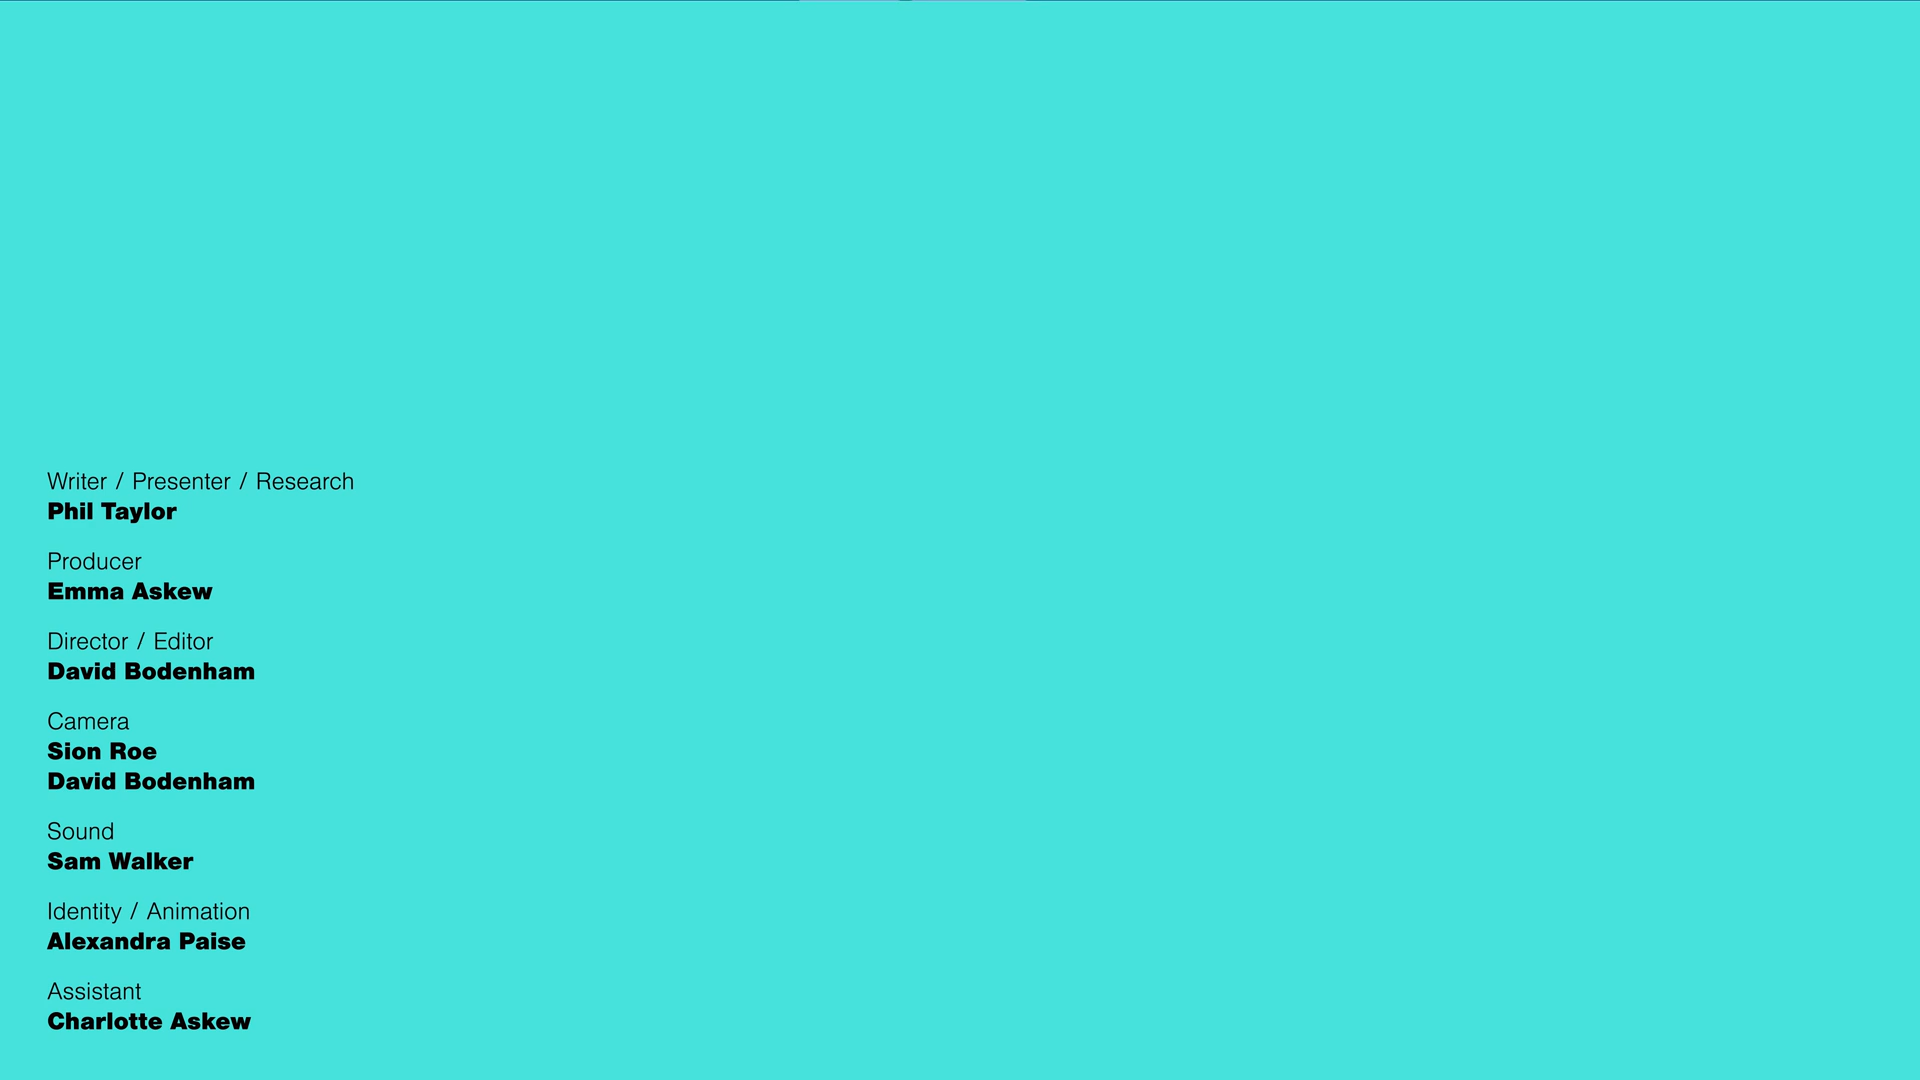 Writer / Presenter / Research
Phil Taylor
Producer
Emma Askew
Director / Editor
David Bodenham
Camera
Sion Roe
David Bodenham
Sound
Sam Walker
Identity / Animation
Alexandra Paise
Assistant
Charlotte Askew